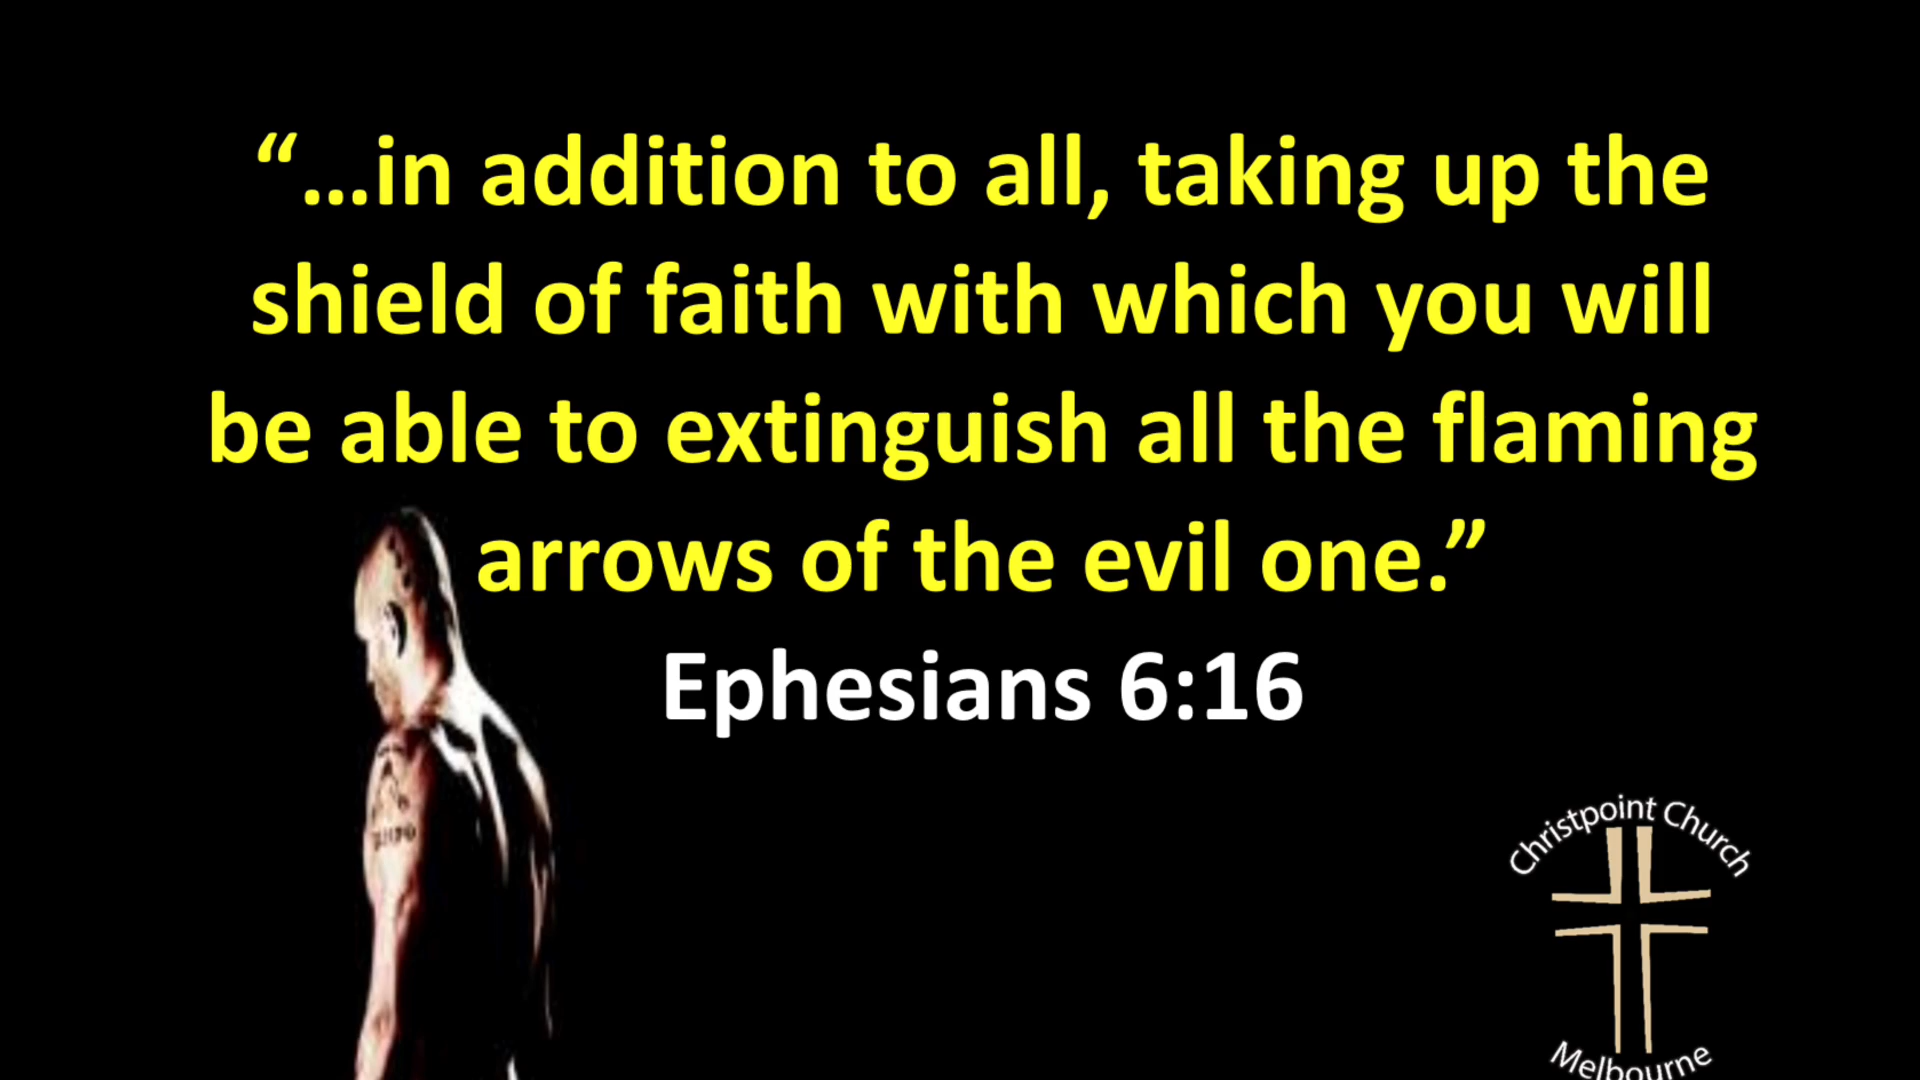 “…in addition to all, taking up the
shield of faith with which you will
be able to extinguish all the flaming
arrows of the evil one.”
Ephesians 6:16
Christpoint Church
Melbourne